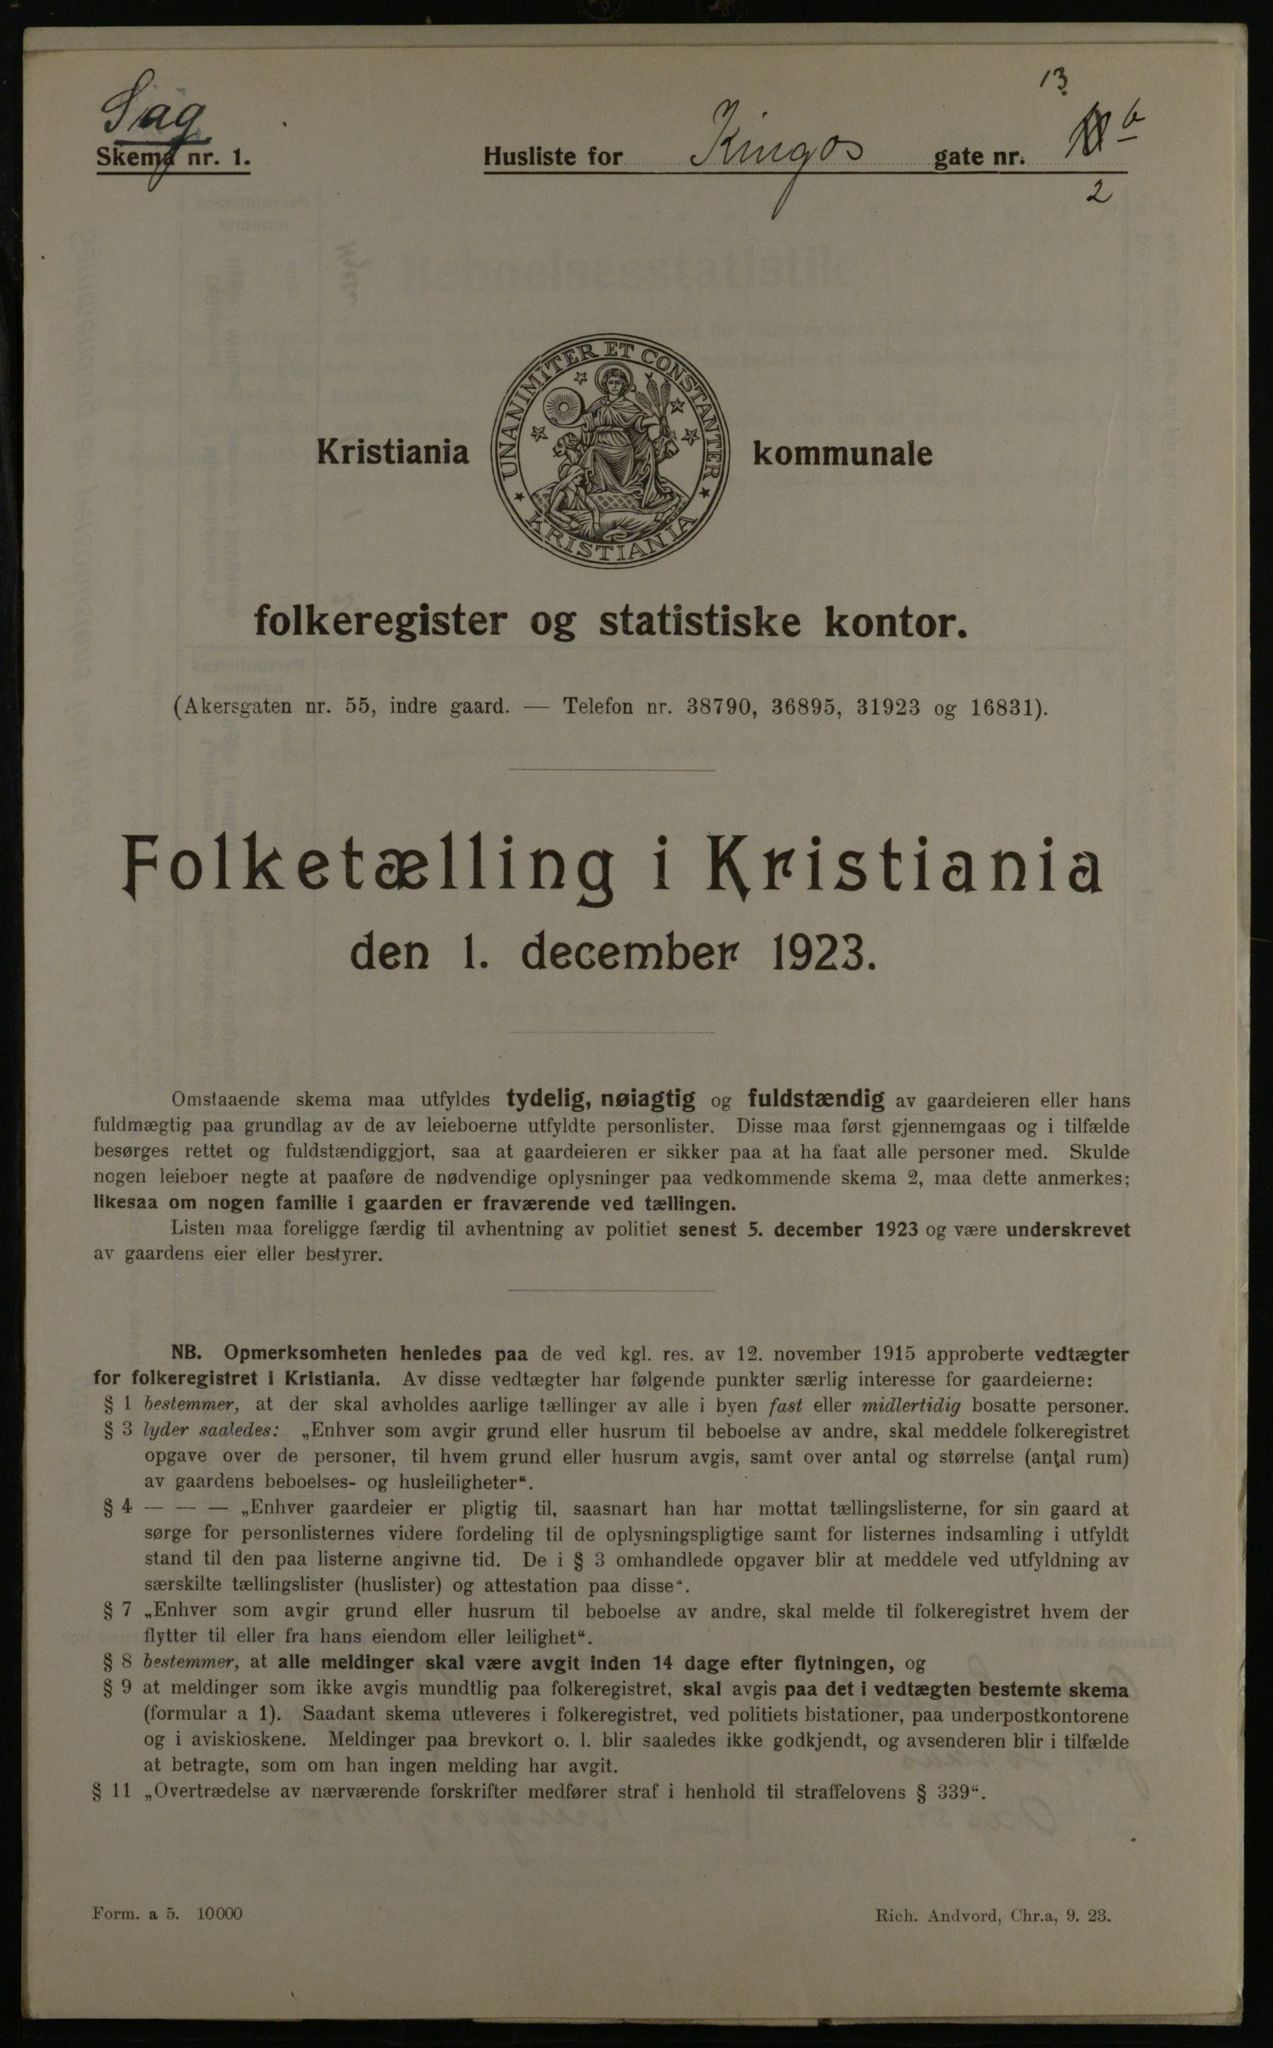 13
Sag
Skema nr. 1.
Husliste for Kingos gate nr. b
2
UNANIMITER ET CONSTANTER
KRISTIANIA
Kristiania kommunale
folkeregister og statistiske kontor.
(Akersgaten nr. 55, indre gaard. — Telefon nr. 38790, 36895, 31923 og 16831).
Folketælling i Kristiania
den 1. december 1923.
Omstaaende skema maa utfyldes tydelig, nøiagtig og fuldstændig av gaardeieren eller hans
fuldmægtig paa grundlag av de av leieboerne utfyldte personlister. Disse maa først gjennemgaas og i tilfælde
besørges rettet og fuldstændiggjort, saa at gaardeieren er sikker paa at ha faat alle personer med. Skulde
nogen leieboer negte at paaføre de nødvendige oplysninger paa vedkommende skema 2, maa dette anmerkes;
likesaa om nogen familie i gaarden er fraværende ved tællingen.
Listen maa foreligge færdig til avhentning av politiet senest 5. december 1923 og være underskrevet
av gaardens eier eller bestyrer.
NB. Opmerksomheten henledes paa de ved kgl. res. av 12. november 1915 approberte vedtægter
for folkeregistret i Kristiania. Av disse vedtægter har følgende punkter særlig interesse for gaardeierne:
§ 1 bestemmer, at der skal avholdes aarlige tællinger av alle i byen fast eller midlertidig bosatte personer.
§ 3 lyder saaledes: „Enhver som avgir grund eller husrum til beboelse av andre, skal meddele folkeregistret
opgave over de personer, til hvem grund eller husrum avgis, samt over antal og størrelse (antal rum)
av gaardens beboelses- og husleiligheter“.
§ 4 — — — „Enhver gaardeier er pligtig til, saasnart han har mottat tællingslisterne, for sin gaard at
sørge for personlisternes videre fordeling til de oplysningspligtige samt for listernes indsamling i utfyldt
stand til den paa listerne angivne tid. De i § 3 omhandlede opgaver blir at meddele ved utfyldning av
særskilte tællingslister (huslister) og attestation paa disse“.
§ 7 „Enhver som avgir grund eller husrum til beboelse av andre, skal melde til folkeregistret hvem der
flytter til eller fra hans eiendom eller leilighet“.
§ 8 bestemmer, at alle meldinger skal være avgit inden 14 dage efter flytningen, og
§ 9 at meldinger som ikke avgis mundtlig paa folkeregistret, skal avgis paa det i vedtægten bestemte skema
(formular a 1). Saadant skema utleveres i folkeregistret, ved politiets bistationer, paa underpostkontorene
og i aviskioskene. Meldinger paa brevkort o. l. blir saaledes ikke godkjendt, og avsenderen blir i tilfælde
at betragte, som om han ingen melding har avgit.
§ 11 „Overtrædelse av nærværende forskrifter medfører straf i henhold til straffelovens § 339“.
Form. a 5. 10000
Rich. Andvord, Chr.a, 9. 23.